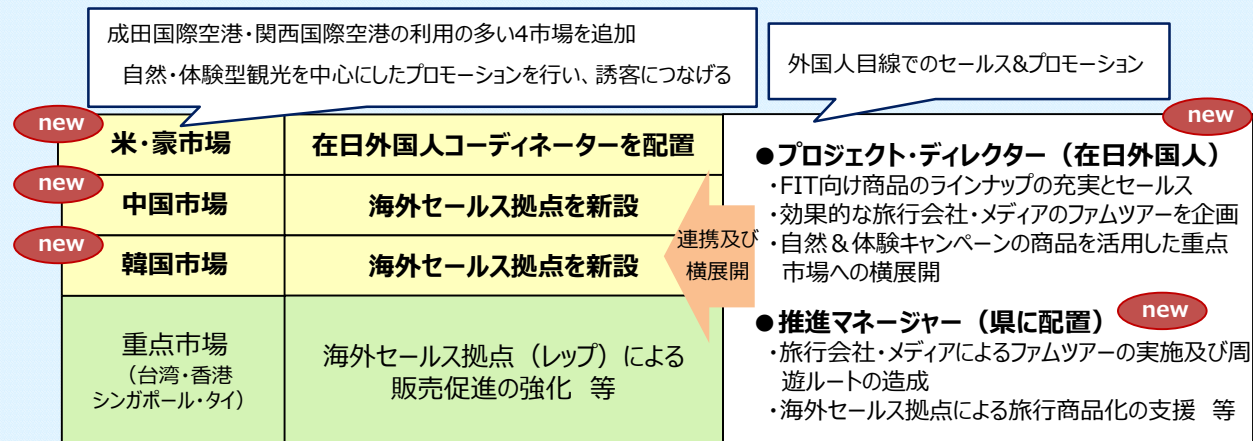 成田国際空港・関西国際空港の利用の多い4市場を追加
自然・体験型観光を中心にしたプロモーションを行い、誘客につなげる
外国人目線でのセールス&プロモーション
new
米・豪市場
在日外国人コーディネーターを配置
new
中国市場
海外セールス拠点を新設
new
韓国市場
海外セールス拠点を新設
重点市場
（台湾・香港
シンガポール・タイ）
海外セールス拠点（レップ）による
販売促進の強化 等
連携及び
横展開
new
●プロジェクト・ディレクター（在日外国人）
・FIT向け商品のラインナップの充実とセールス
・効果的な旅行会社・メディアのファムツアーを企画
・自然＆体験キャンペーンの商品を活用した重点
市場への横展開
●推進マネージャー（県に配置）
new
・旅行会社・メディアによるファムツアーの実施及び周
遊ルートの造成
・海外セールス拠点による旅行商品化の支援 等